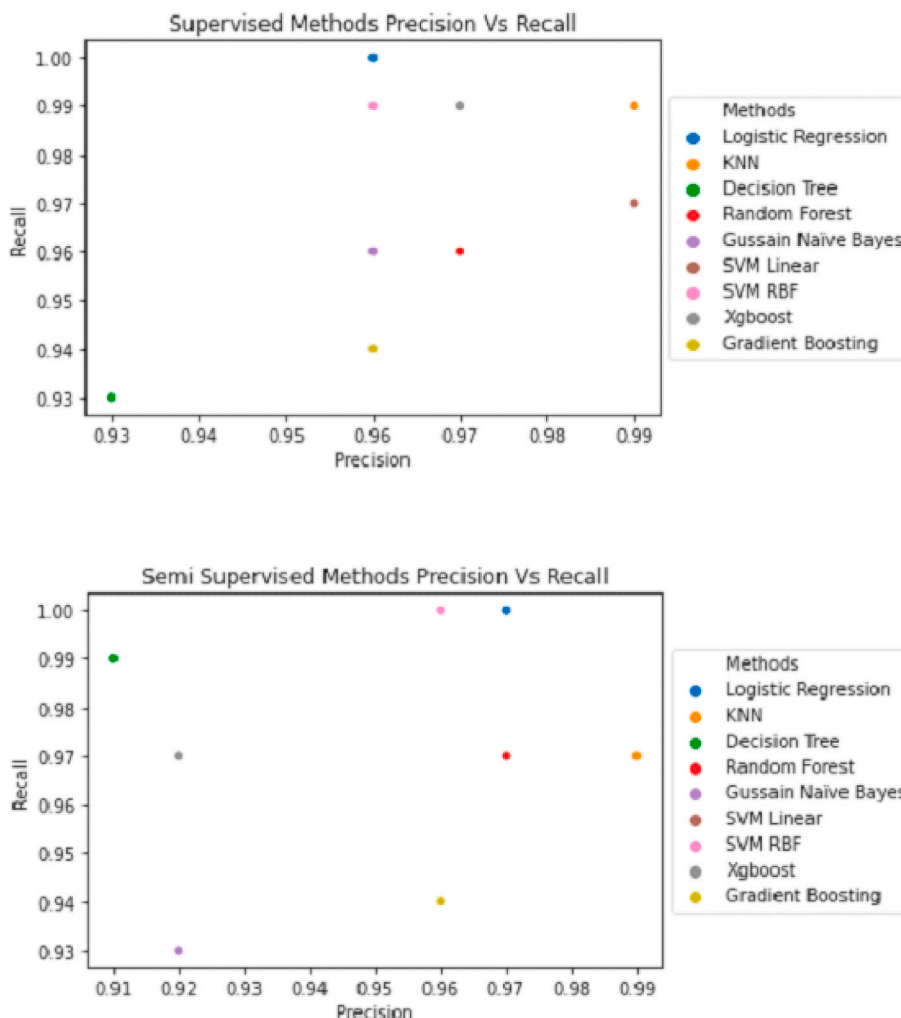 Supervised Methods Precision Vs Recall
1.00
0.99
0.98
0.97
0.96
0.95
0.94
0.93
Recall
0.93 0.94 0.95 0.96 0.97 0.98 0.99
Precision
Methods
Logistic Regression
KNN
Decision Tree
Random Forest
Gussain Naïve Bayes
SVM Linear
SVM RBF
Xgboost
Gradient Boosting
Semi Supervised Methods Precision Vs Recall
1.00
0.99
0.98
0.97
0.96
0.95
0.94
0.93
Recall
0.91 0.92 0.93 0.94 0.95 0.96 0.97 0.98 0.99
Precision
Methods
Logistic Regression
KNN
Decision Tree
Random Forest
Gussain Naïve Bayes
SVM Linear
SVM RBF
Xgboost
Gradient Boosting